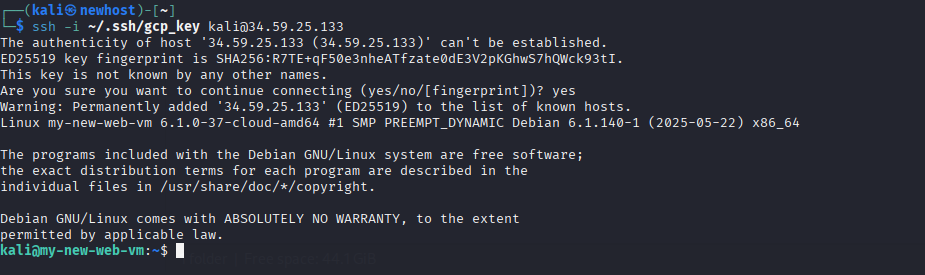 ┌──(kali㉿newhost)-[~]
└─$ ssh -i ~/.ssh/gcp_key kali@34.59.25.133
The authenticity of host '34.59.25.133 (34.59.25.133)' can't be established.
ED25519 key fingerprint is SHA256:R7TE+qF50e3nheATfzate0dE3V2pKGhwS7hQWck93tI.
This key is not known by any other names.
Are you sure you want to continue connecting (yes/no/[fingerprint])? yes
Warning: Permanently added '34.59.25.133' (ED25519) to the list of known hosts.
Linux my-new-web-vm 6.1.0-37-cloud-amd64 #1 SMP PREEMPT_DYNAMIC Debian 6.1.140-1 (2025-05-22) x86_64

The programs included with the Debian GNU/Linux system are free software;
the exact distribution terms for each program are described in the
individual files in /usr/share/doc/*/copyright.

Debian GNU/Linux comes with ABSOLUTELY NO WARRANTY, to the extent
permitted by applicable law.
kali@my-new-web-vm:~$